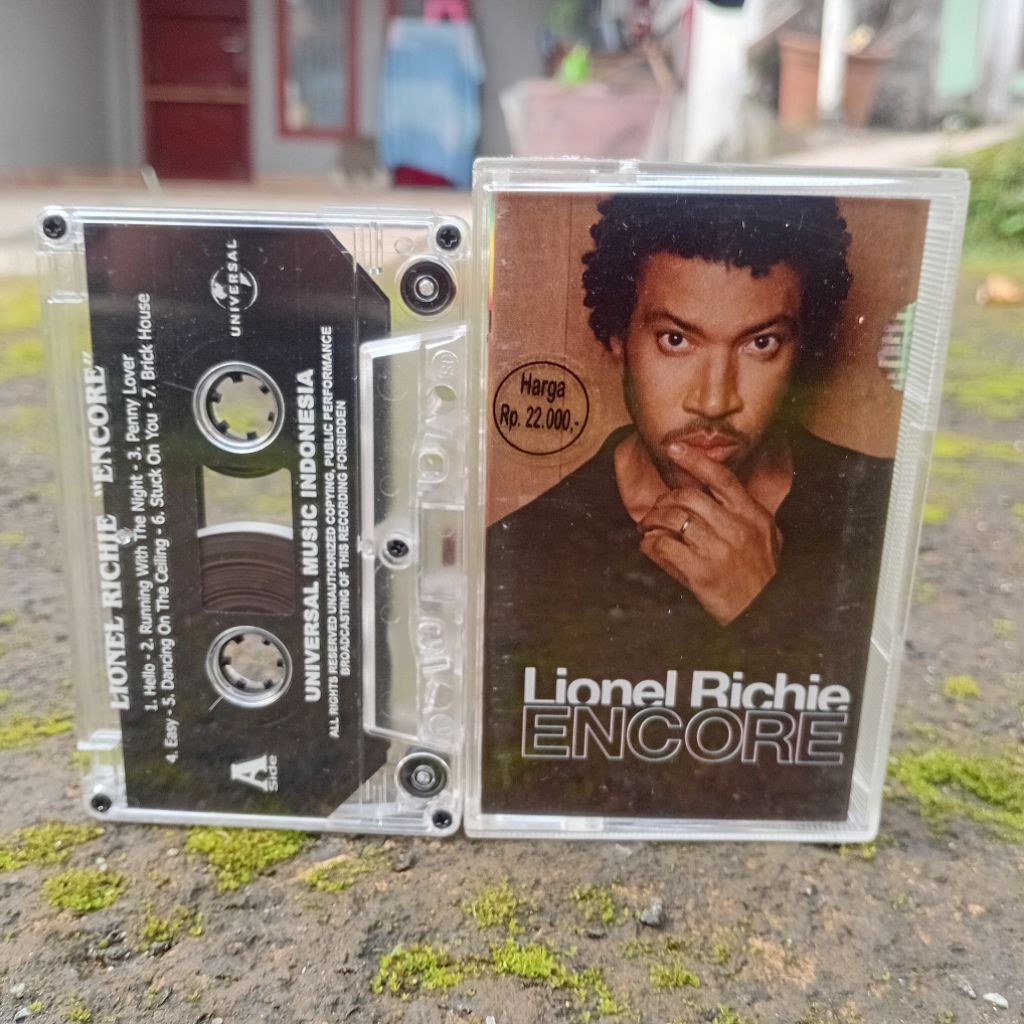 LIONEL RICHIE "ENCORE"
1. Hello - 2. Running With The Night - 3. Penny Lover
4. Easy - 5. Dancing On The Ceiling - 6. Stuck On You - 7. Brick House
UNIVERSAL
A
Side
UNIVERSAL MUSIC INDONESIA
ALL RIGHTS RESERVED UNAUTHORIZED COPYING, PUBLIC PERFORMANCE
BROADCASTING OF THIS RECORDING FORBIDDEN
Harga
Rp. 22.000,-
Lionel Richie
ENCORE